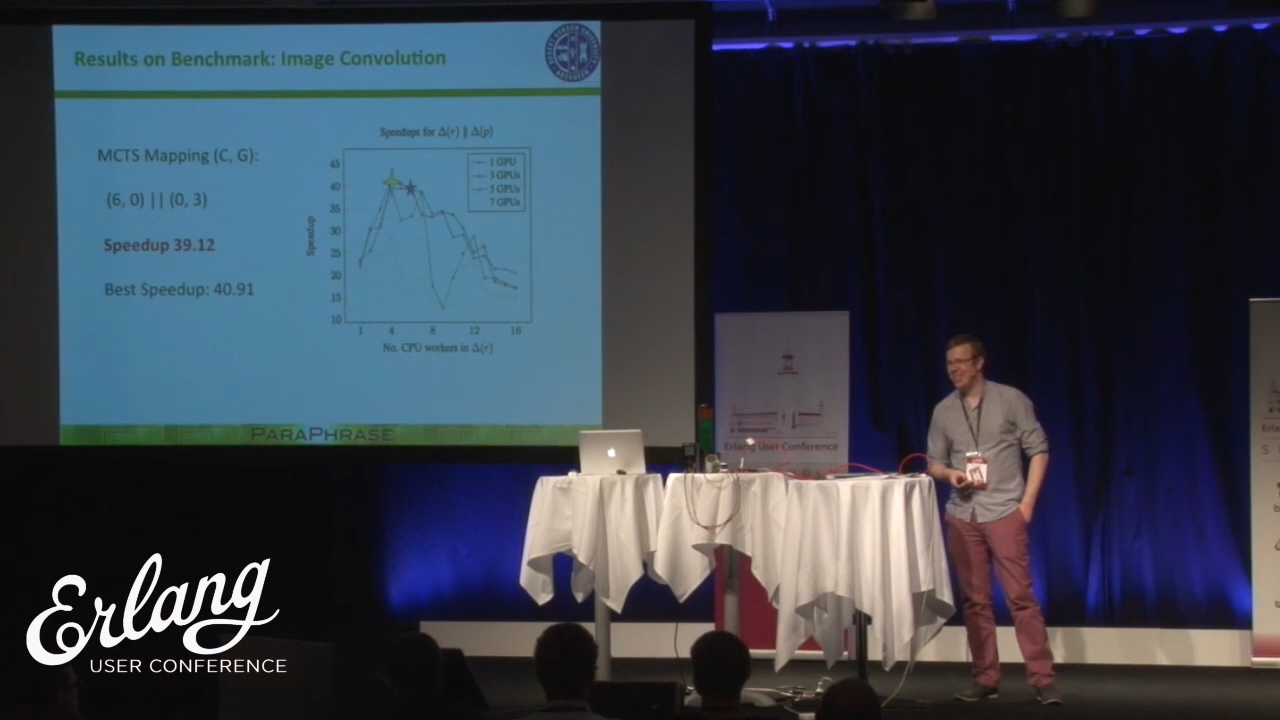 Results on Benchmark: Image Convolution
MCTS Mapping (C, G):
(6, 0) || (0, 3)
Speedup 39.12
Best Speedup: 40.91
Speedups for Δ(r) ∥ Δ(p)
1 GPU
3 GPUs
5 GPUs
7 GPUs
Speedup
45
40
35
30
25
20
15
10
1 4 8 12 16
No. CPU workers in Δ(r)
PARAPHRASE
Erlang User Conference
Erlang
USER CONFERENCE